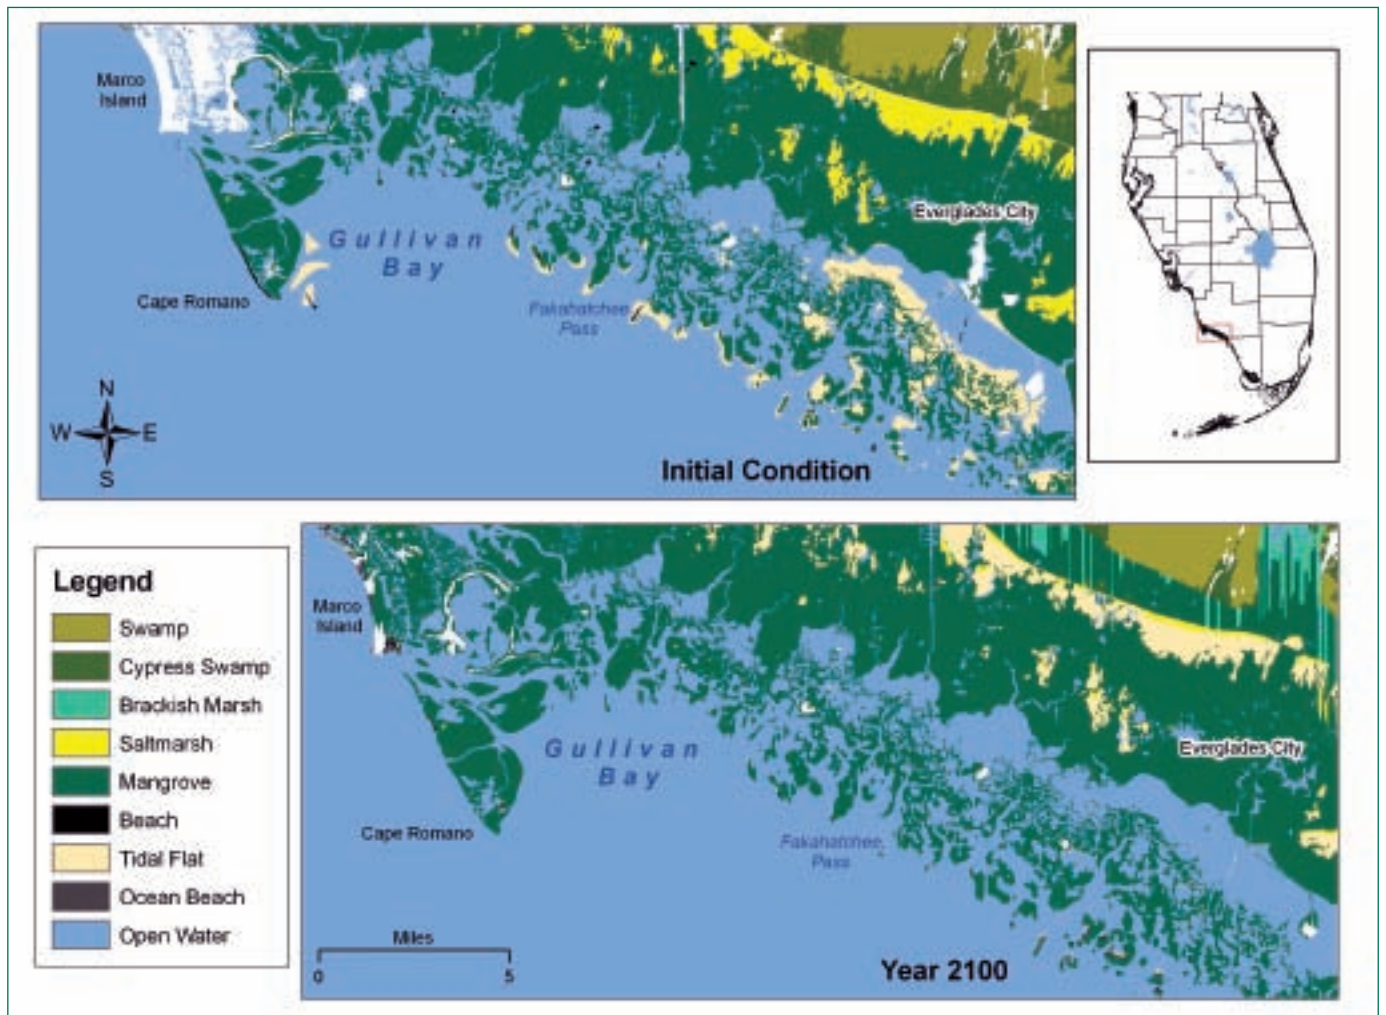 Marco
Island
Everglades City
Gullivan
Bay
Cape Romano
Fakahatchee
Pass
N
W
E
S
Initial Condition
Legend
Swamp
Cypress Swamp
Brackish Marsh
Saltmarsh
Mangrove
Beach
Tidal Flat
Ocean Beach
Open Water
Marco
Island
Everglades City
Gullivan
Bay
Cape Romano
Fakahatchee
Pass
Miles
0 5
Year 2100